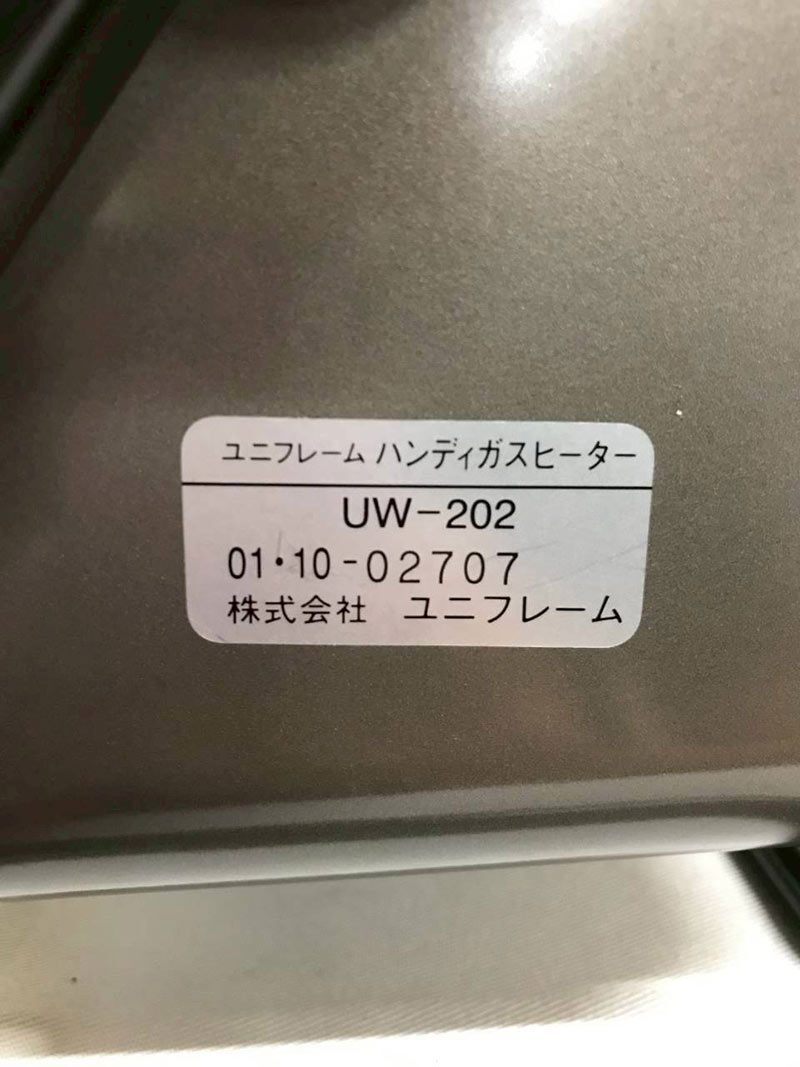 ユニフレーム ハンディガスヒーター
UW-202
01・10-02707
株式会社 ユニフレーム